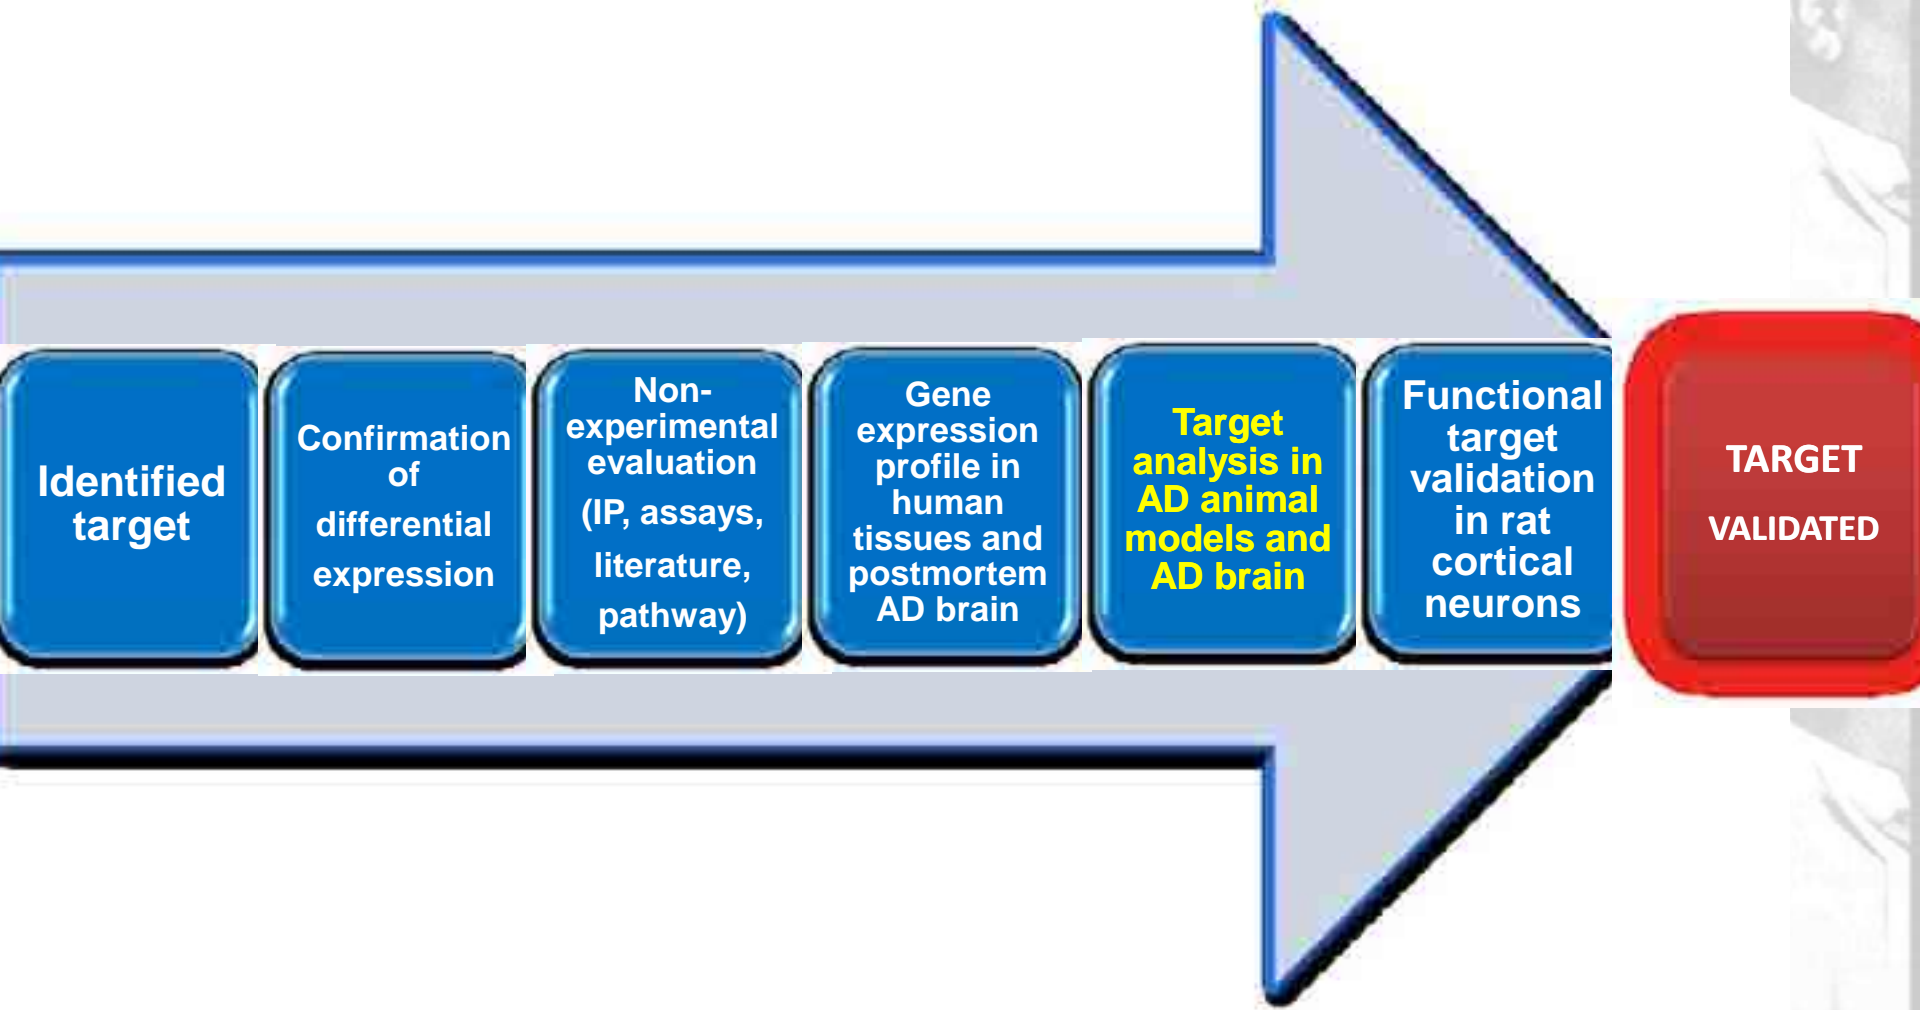 Identified
target
Confirmation
of
differential
expression
Non-
experimental
evaluation
(IP, assays,
literature,
pathway)
Gene
expression
profile in
human
tissues and
postmortem
AD brain
Target
analysis in
AD animal
models and
AD brain
Functional
target
validation
in rat
cortical
neurons
TARGET
VALIDATED